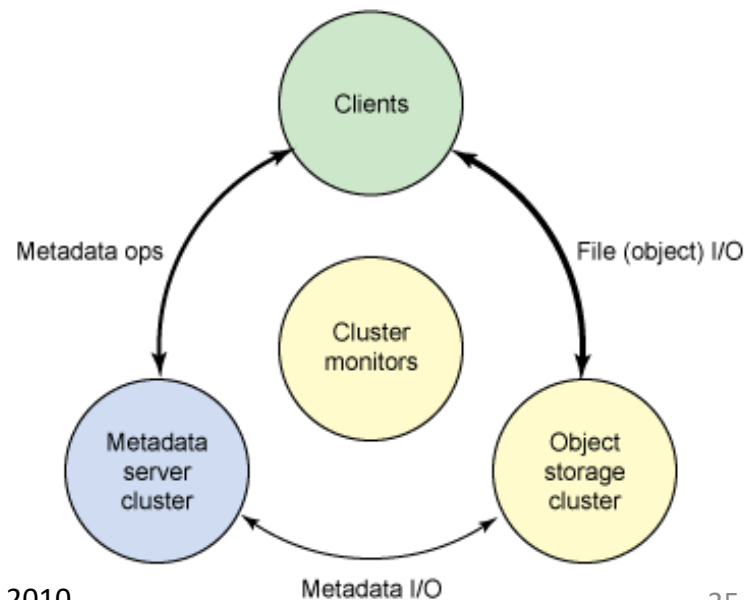 Clients
Metadata ops
File (object) I/O
Cluster
monitors
Metadata
server
cluster
Object
storage
cluster
Metadata I/O
2010